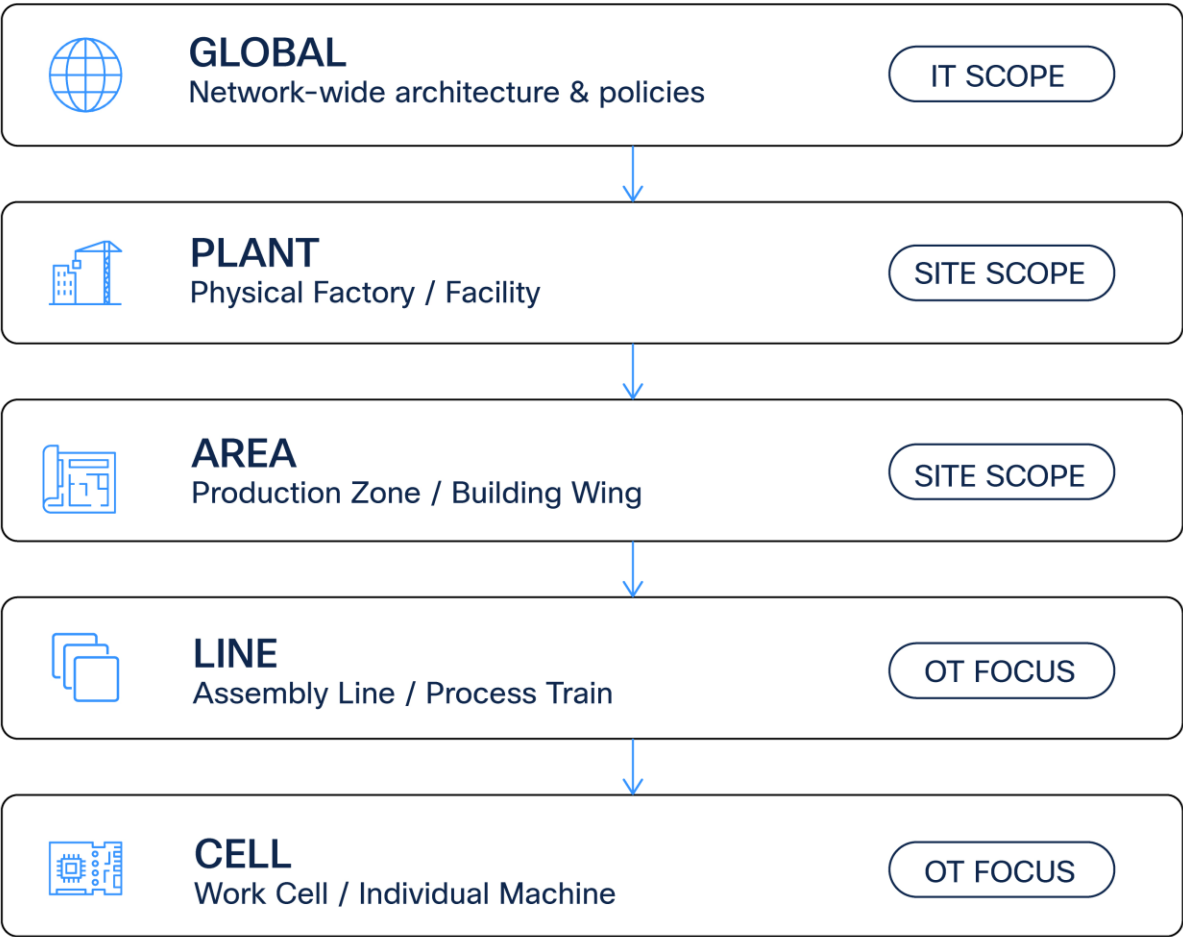 GLOBAL
Network-wide architecture & policies
IT SCOPE
PLANT
Physical Factory / Facility
SITE SCOPE
AREA
Production Zone / Building Wing
SITE SCOPE
LINE
Assembly Line / Process Train
OT FOCUS
CELL
Work Cell / Individual Machine
OT FOCUS